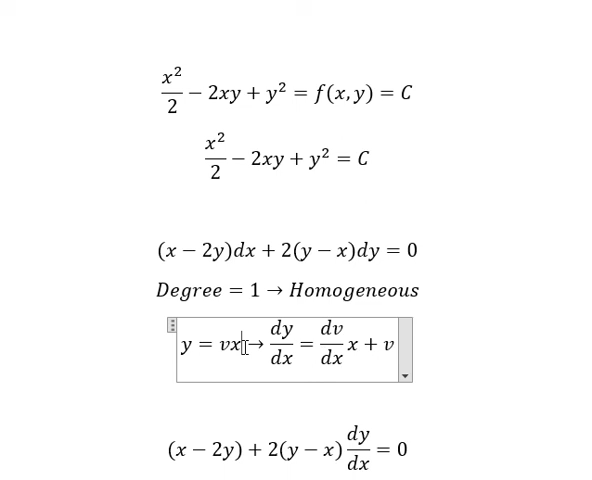 x²/2 − 2xy + y² = f(x, y) = C
x²/2 − 2xy + y² = C
(x − 2y)dx + 2(y − x)dy = 0
Degree = 1 → Homogeneous
y = vx → dy/dx = dv/dx x + v
(x − 2y) + 2(y − x) dy/dx = 0